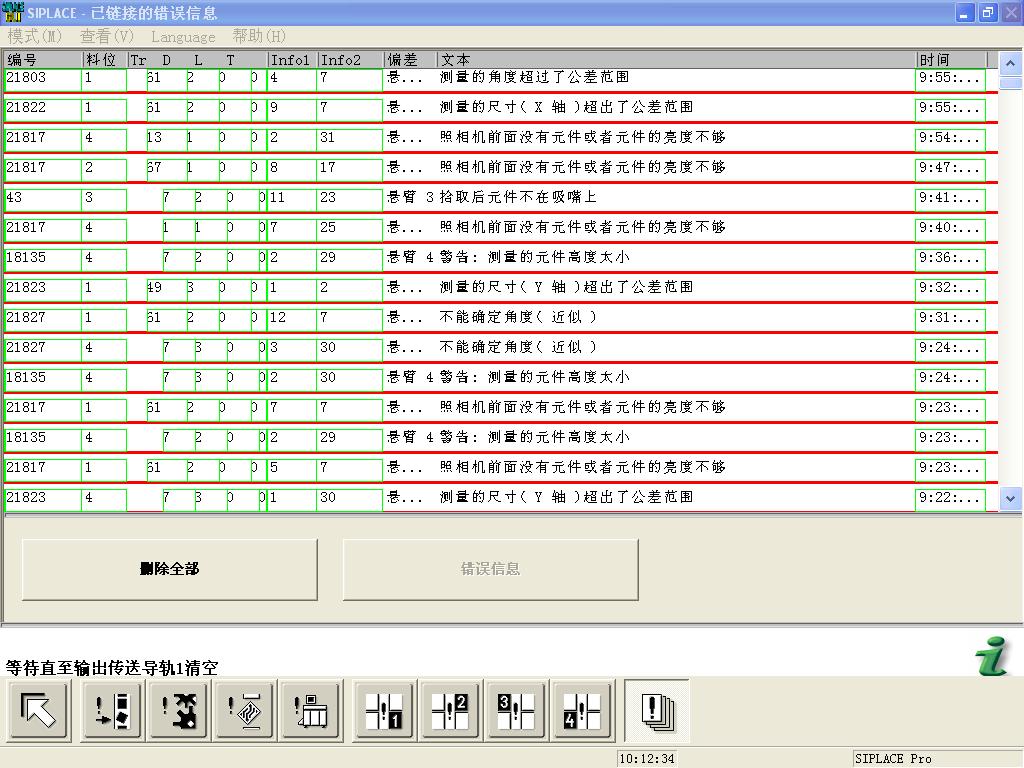 SIPLACE - 已链接的错误信息
模式(M) 查看(V) Language 帮助(H)
编号 料位 Tr D L T Info1 Info2 偏差 文本 时间
21803 1 61 2 0 0 4 7 悬... 测量的角度超过了公差范围 9:55:...
21822 1 61 2 0 0 9 7 悬... 测量的尺寸( X 轴 )超出了公差范围 9:55:...
21817 4 13 1 0 0 2 31 悬... 照相机前面没有元件或者元件的亮度不够 9:54:...
21817 2 67 1 0 0 8 17 悬... 照相机前面没有元件或者元件的亮度不够 9:47:...
43 3 7 2 0 0 11 23 悬臂 3 拾取后元件不在吸嘴上 9:41:...
21817 4 1 1 0 0 7 25 悬... 照相机前面没有元件或者元件的亮度不够 9:40:...
18135 4 7 2 0 0 2 29 悬臂 4 警告: 测量的元件高度太小 9:36:...
21823 1 49 3 0 0 1 2 悬... 测量的尺寸( Y 轴 )超出了公差范围 9:32:...
21827 1 61 2 0 0 12 7 悬... 不能确定角度( 近似 ) 9:31:...
21827 4 7 3 0 0 3 30 悬... 不能确定角度( 近似 ) 9:24:...
18135 4 7 3 0 0 2 30 悬臂 4 警告: 测量的元件高度太小 9:24:...
21817 1 61 2 0 0 7 7 悬... 照相机前面没有元件或者元件的亮度不够 9:23:...
18135 4 7 2 0 0 2 29 悬臂 4 警告: 测量的元件高度太小 9:23:...
21817 1 61 2 0 0 5 7 悬... 照相机前面没有元件或者元件的亮度不够 9:23:...
21823 4 7 3 0 0 1 30 悬... 测量的尺寸( Y 轴 )超出了公差范围 9:22:...
删除全部 错误信息
等待直至输出传送导轨1清空
1 2 3 4
10:12:34 SIPLACE Pro